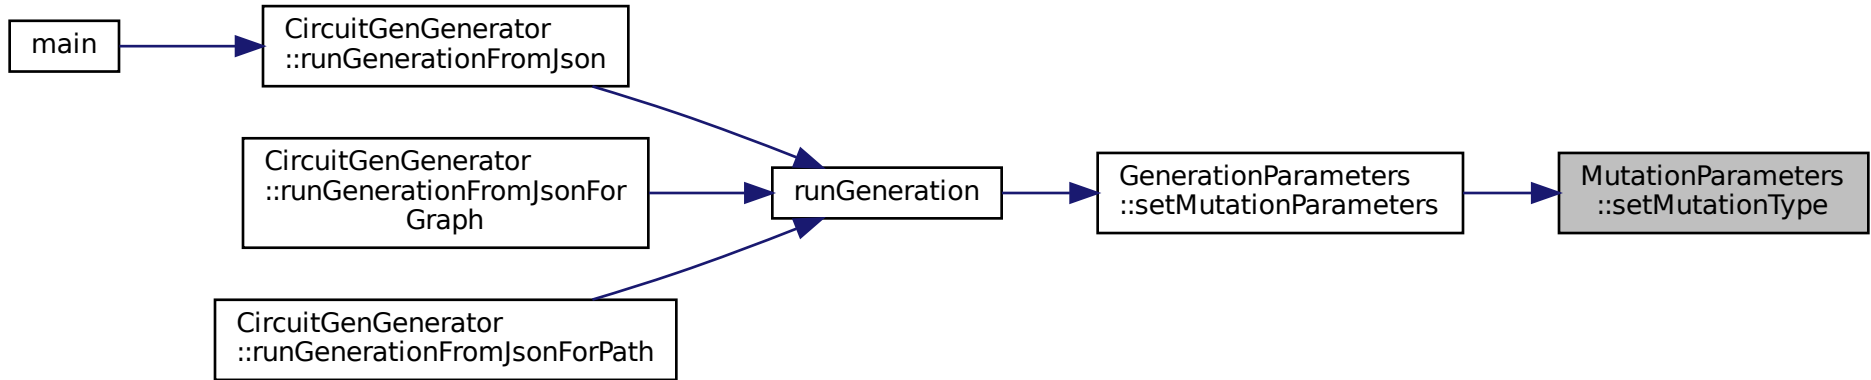 main
CircuitGenGenerator
::runGenerationFromJson
CircuitGenGenerator
::runGenerationFromJsonFor
Graph
CircuitGenGenerator
::runGenerationFromJsonForPath
runGeneration
GenerationParameters
::setMutationParameters
MutationParameters
::setMutationType